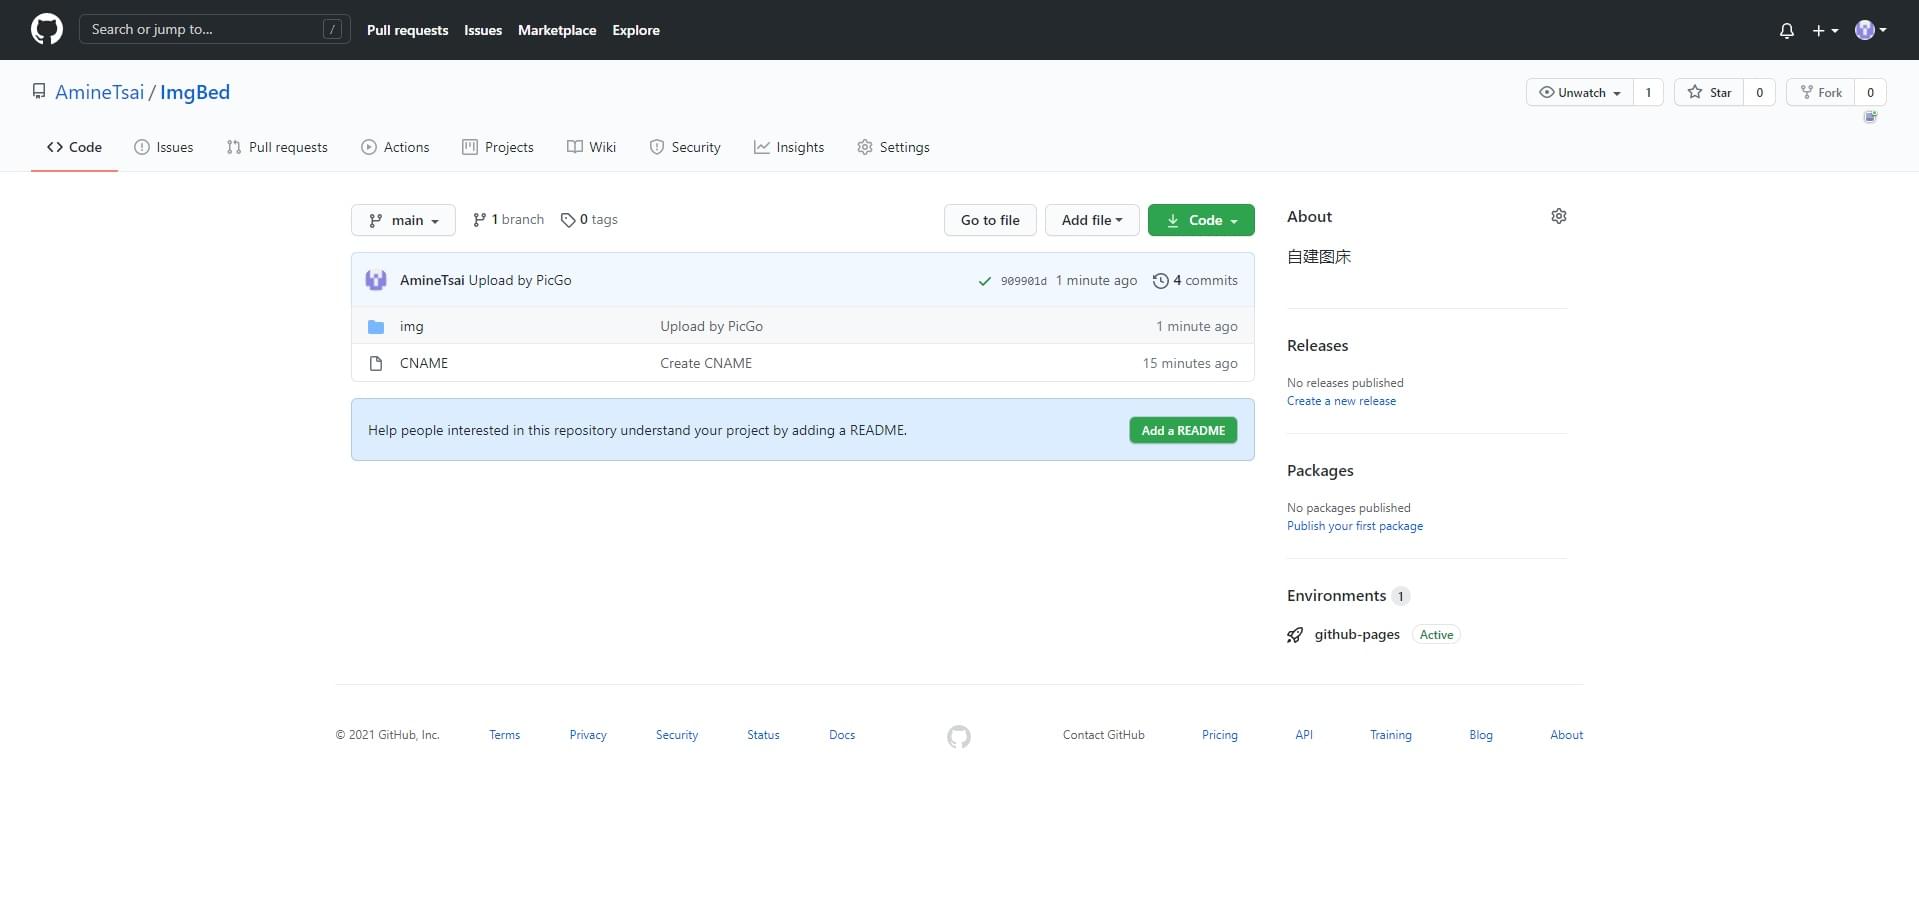 Search or jump to... /
Pull requests Issues Marketplace Explore
AmineTsai / ImgBed
Unwatch 1 Star 0 Fork 0
Code Issues Pull requests Actions Projects Wiki Security Insights Settings
main 1 branch 0 tags
Go to file Add file Code
AmineTsai Upload by PicGo 909901d 1 minute ago 4 commits
img Upload by PicGo 1 minute ago
CNAME Create CNAME 15 minutes ago
Help people interested in this repository understand your project by adding a README. Add a README
About
自建图床
Releases
No releases published
Create a new release
Packages
No packages published
Publish your first package
Environments 1
github-pages Active
© 2021 GitHub, Inc. Terms Privacy Security Status Docs Contact GitHub Pricing API Training Blog About